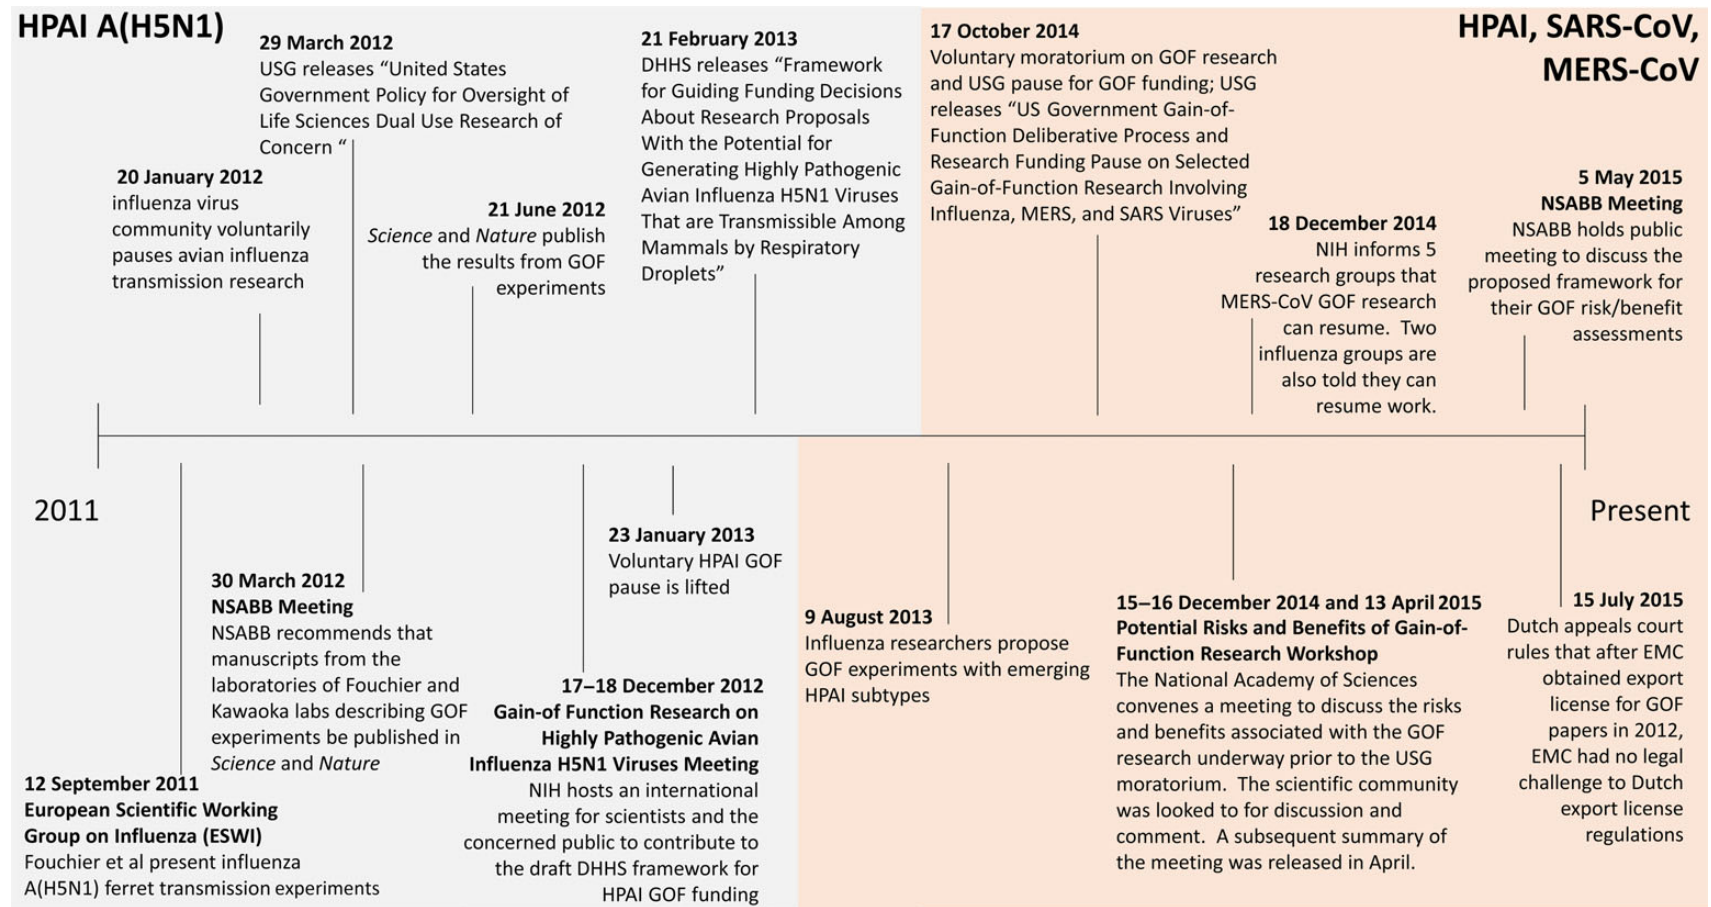 HPAI A(H5N1)
HPAI, SARS-CoV,
MERS-CoV
29 March 2012
USG releases “United States
Government Policy for Oversight of
Life Sciences Dual Use Research of
Concern “
21 February 2013
DHHS releases “Framework
for Guiding Funding Decisions
About Research Proposals
With the Potential for
Generating Highly Pathogenic
Avian Influenza H5N1 Viruses
That are Transmissible Among
Mammals by Respiratory
Droplets”
17 October 2014
Voluntary moratorium on GOF research
and USG pause for GOF funding; USG
releases “US Government Gain-of-
Function Deliberative Process and
Research Funding Pause on Selected
Gain-of-Function Research Involving
Influenza, MERS, and SARS Viruses”
20 January 2012
influenza virus
community voluntarily
pauses avian influenza
transmission research
21 June 2012
Science and Nature publish
the results from GOF
experiments
18 December 2014
NIH informs 5
research groups that
MERS-CoV GOF research
can resume.  Two
influenza groups are
also told they can
resume work.
5 May 2015
NSABB Meeting
NSABB holds public
meeting to discuss the
proposed framework for
their GOF risk/benefit
assessments
2011
Present
12 September 2011
European Scientific Working
Group on Influenza (ESWI)
Fouchier et al present influenza
A(H5N1) ferret transmission experiments
30 March 2012
NSABB Meeting
NSABB recommends that
manuscripts from the
laboratories of Fouchier and
Kawaoka labs describing GOF
experiments be published in
Science and Nature
17–18 December 2012
Gain-of Function Research on
Highly Pathogenic Avian
Influenza H5N1 Viruses Meeting
NIH hosts an international
meeting for scientists and the
concerned public to contribute to
the draft DHHS framework for
HPAI GOF funding
23 January 2013
Voluntary HPAI GOF
pause is lifted
9 August 2013
Influenza researchers propose
GOF experiments with emerging
HPAI subtypes
15–16 December 2014 and 13 April 2015
Potential Risks and Benefits of Gain-of-
Function Research Workshop
The National Academy of Sciences
convenes a meeting to discuss the risks
and benefits associated with the GOF
research underway prior to the USG
moratorium.  The scientific community
was looked to for discussion and
comment.  A subsequent summary of
the meeting was released in April.
15 July 2015
Dutch appeals court
rules that after EMC
obtained export
license for GOF
papers in 2012,
EMC had no legal
challenge to Dutch
export license
regulations